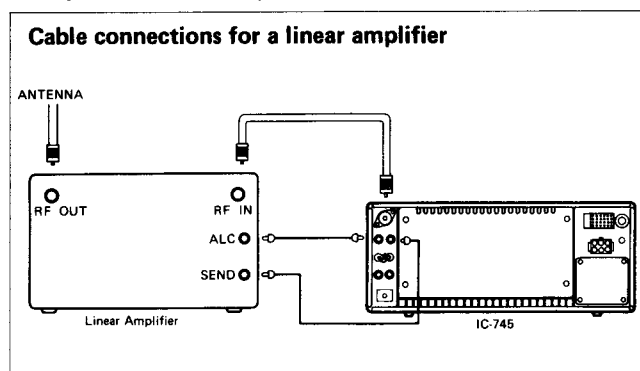 Cable connections for a linear amplifier
ANTENNA
RF OUT
RF IN
ALC
SEND
Linear Amplifier
IC-745